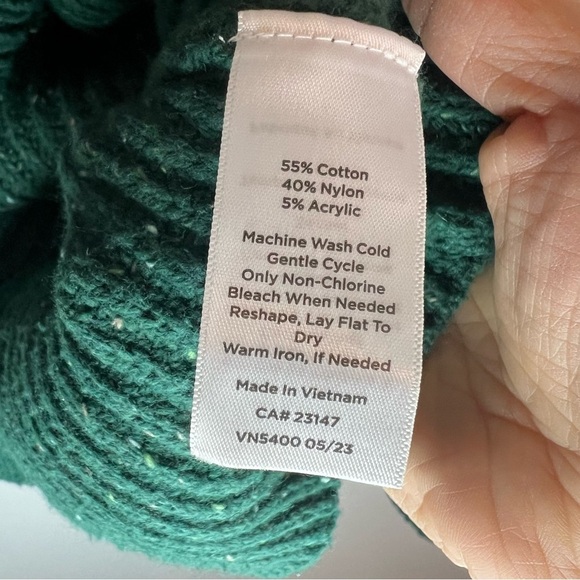 55% Cotton
40% Nylon
5% Acrylic
Machine Wash Cold
Gentle Cycle
Only Non-Chlorine
Bleach When Needed
Reshape, Lay Flat To
Dry
Warm Iron, If Needed
Made In Vietnam
CA# 23147
VN5400 05/23